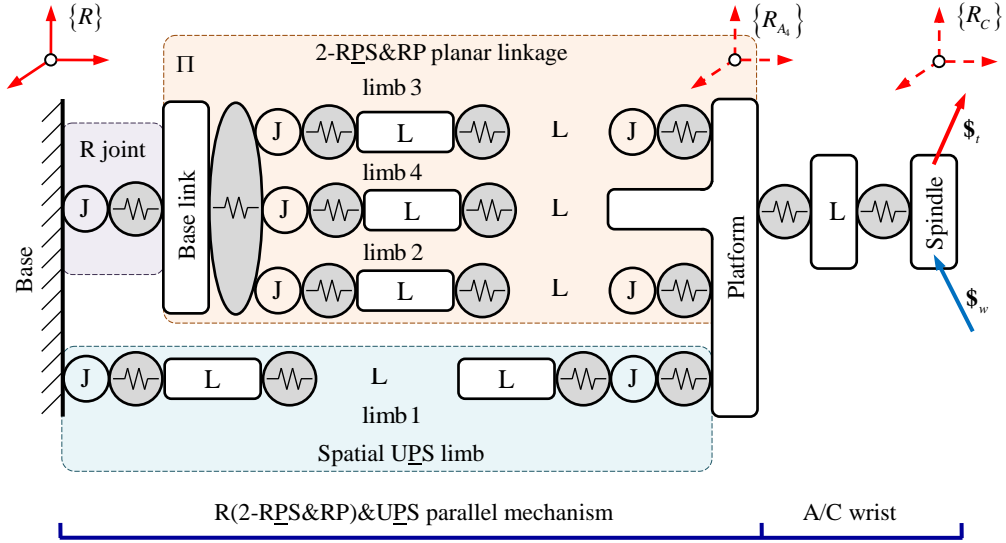 {R}
{R_{A_4}}
{R_C}
Π
2-RPS&RP planar linkage
limb 3
J
L
L
J
R joint
J
Base link
limb 4
J
L
L
limb 2
J
L
L
J
Base
Platform
L
Spindle
$_t
$_w
J
L
L
L
J
limb 1
Spatial UPS limb
R(2-RPS&RP)&UPS parallel mechanism
A/C wrist